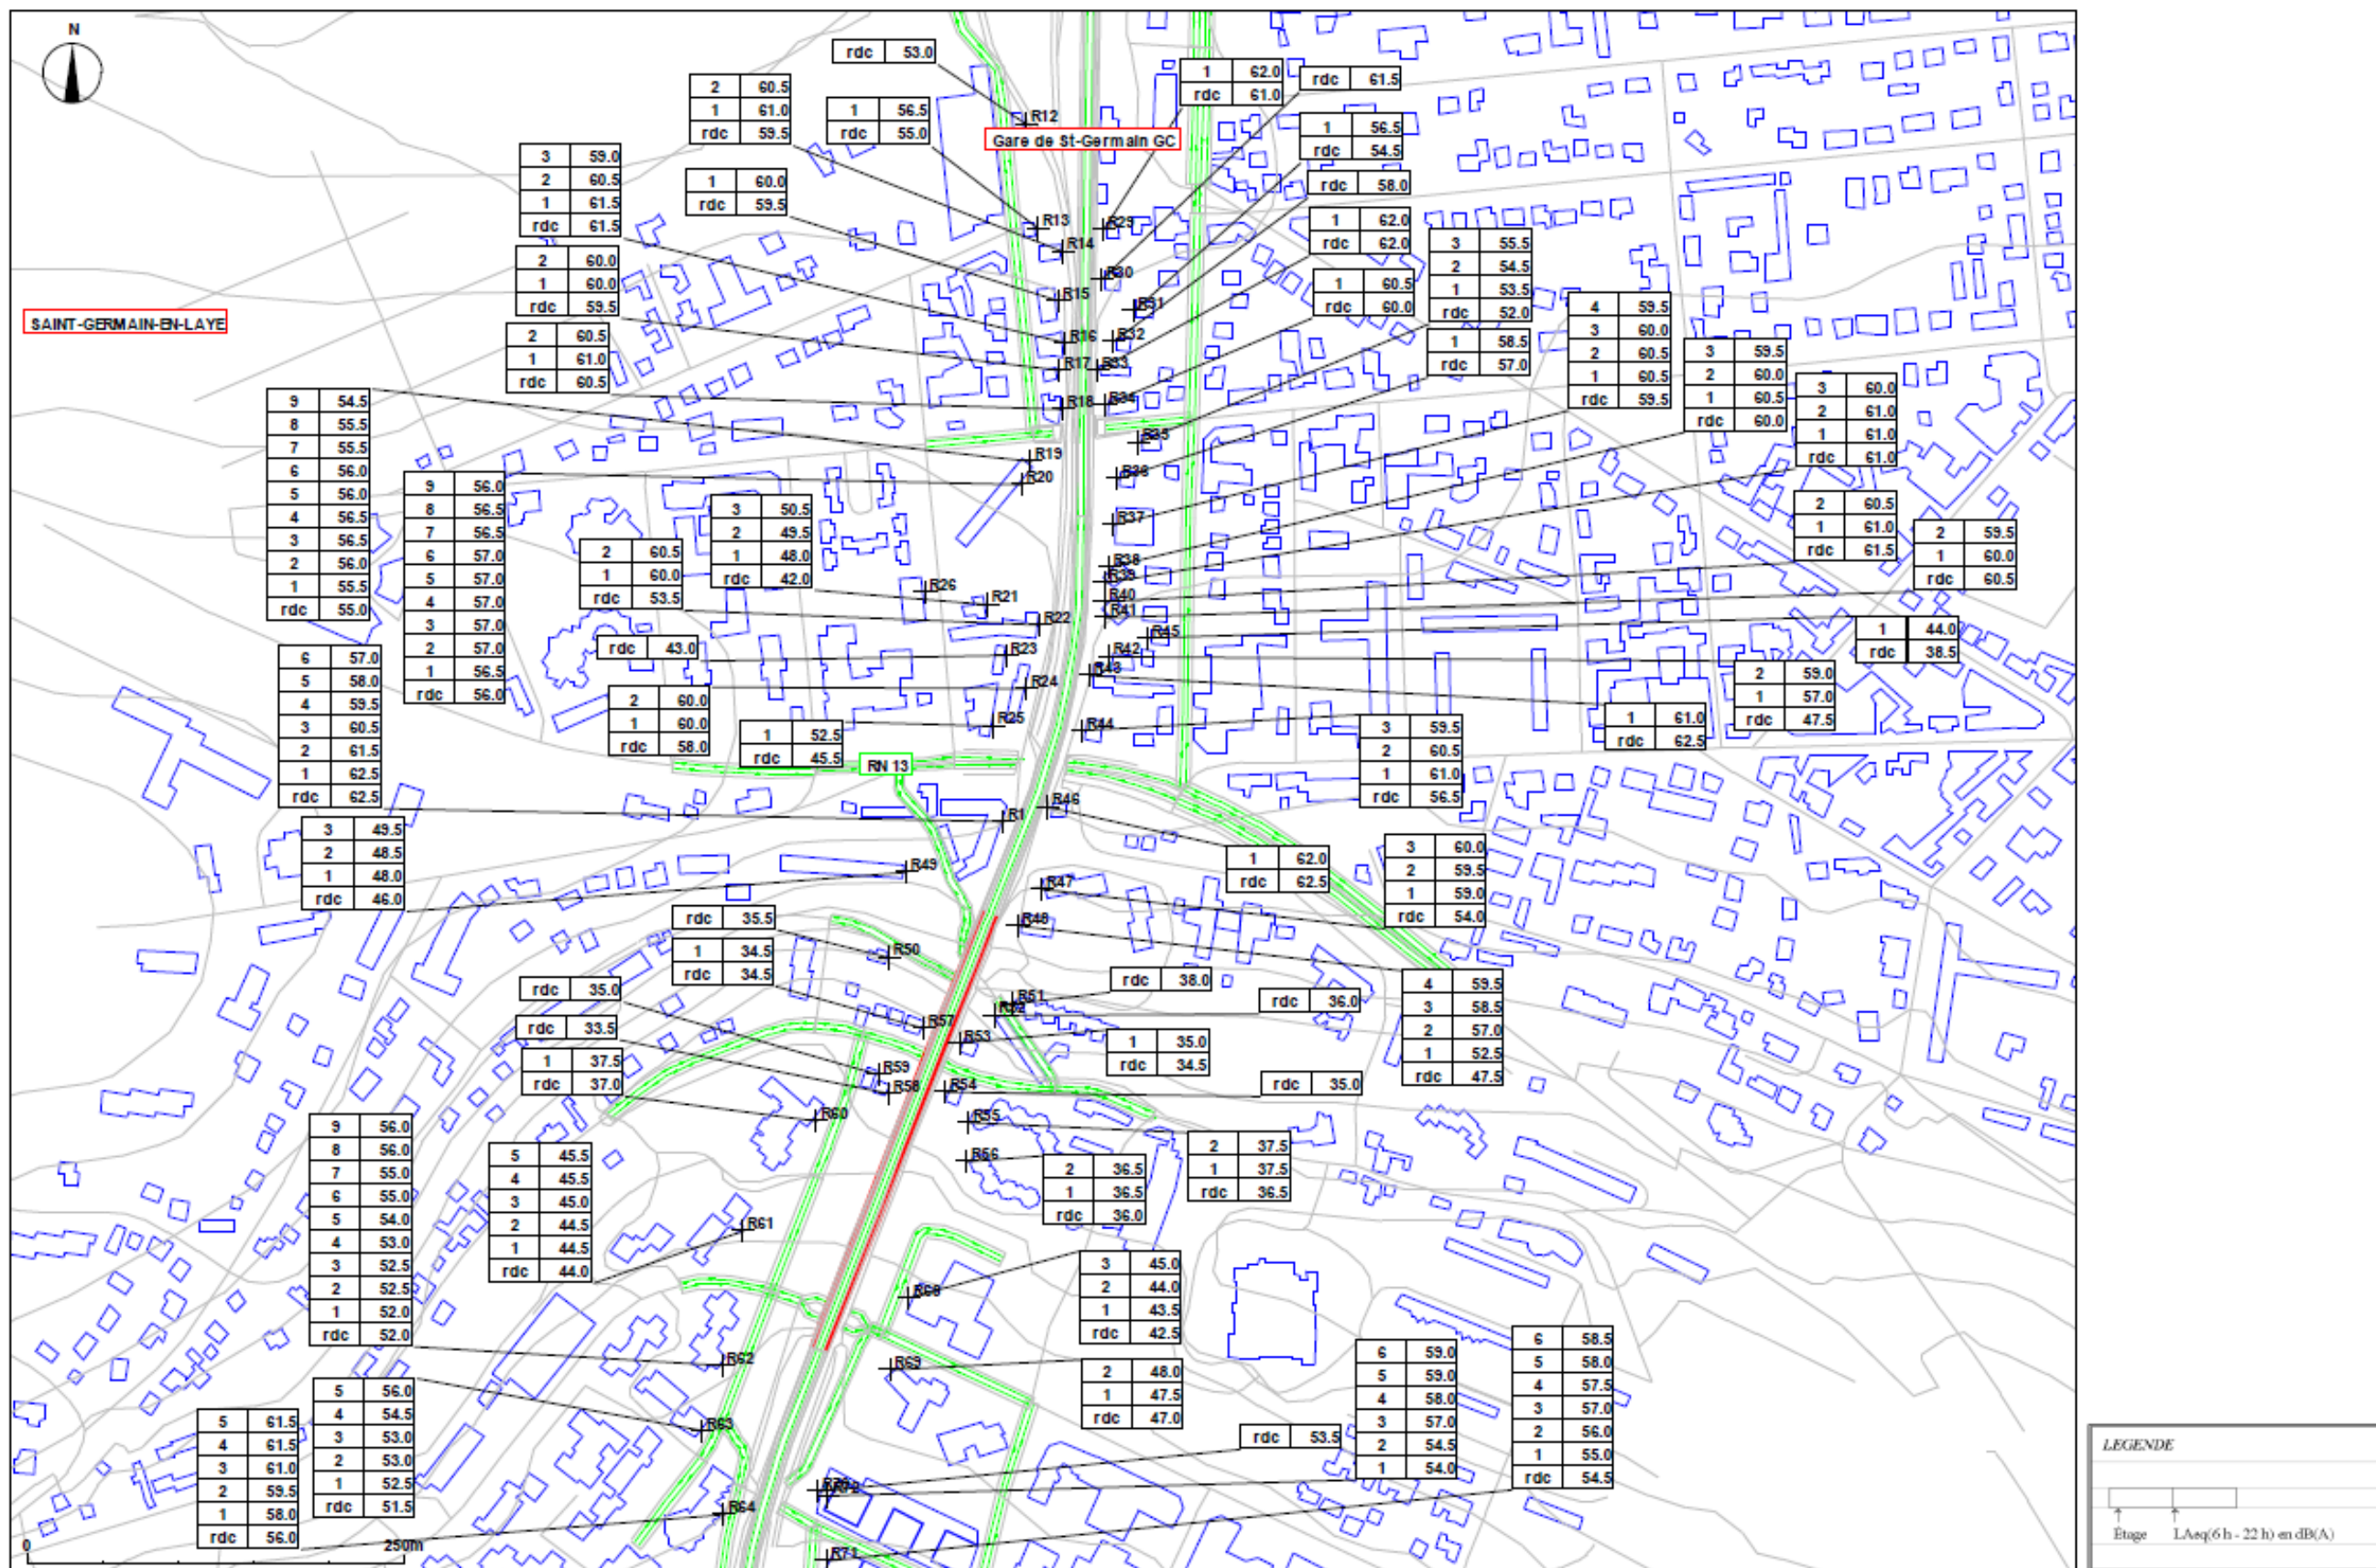 N
rdc 53.0
2 60.5
1 61.0
rdc 59.5
1 56.5
rdc 55.0
1 62.0
rdc 61.0
rdc 61.5
R12
Gare de St-Germain GC
1 56.5
rdc 54.5
3 59.0
2 60.5
1 61.5
rdc 61.5
1 60.0
rdc 59.5
rdc 58.0
R13
R29
R14
1 62.0
rdc 62.0
3 55.5
2 54.5
1 53.5
rdc 52.0
2 60.0
1 60.0
rdc 59.5
R30
R15
R31
1 60.5
rdc 60.0
4 59.5
3 60.0
2 60.5
1 60.5
rdc 59.5
SAINT-GERMAIN-EN-LAYE
2 60.5
1 61.0
rdc 60.5
R16
R32
1 58.5
rdc 57.0
3 59.5
2 60.0
1 60.5
rdc 60.0
R17
R33
3 60.0
2 61.0
1 61.0
rdc 61.0
9 54.5
8 55.5
7 55.5
6 56.0
5 56.0
4 56.5
3 56.5
2 56.0
1 55.5
rdc 55.0
R18
R34
R35
R19
R20
R36
9 56.0
8 56.5
7 56.5
6 57.0
5 57.0
4 57.0
3 57.0
2 57.0
1 56.5
rdc 56.0
3 50.5
2 49.5
1 48.0
rdc 42.0
2 60.5
1 61.0
rdc 61.5
R37
2 59.5
1 60.0
rdc 60.5
2 60.5
1 60.0
rdc 53.5
R38
R39
R26
R21
R40
R41
R22
R45
1 44.0
rdc 38.5
rdc 43.0
R23
R42
R43
6 57.0
5 58.0
4 59.5
3 60.5
2 61.5
1 62.5
rdc 62.5
2 59.0
1 57.0
rdc 47.5
R24
2 60.0
1 60.0
rdc 58.0
1 61.0
rdc 62.5
R25
R44
1 52.5
rdc 45.5
3 59.5
2 60.5
1 61.0
rdc 56.5
RN 13
R46
R1
3 49.5
2 48.5
1 48.0
rdc 46.0
3 60.0
2 59.5
1 59.0
rdc 54.0
1 62.0
rdc 62.5
R49
R47
rdc 35.5
R48
1 34.5
rdc 34.5
R50
rdc 38.0
4 59.5
3 58.5
2 57.0
1 52.5
rdc 47.5
rdc 35.0
R51
rdc 36.0
R57
rdc 33.5
R53
1 35.0
rdc 34.5
1 37.5
rdc 37.0
R59
R58
R54
rdc 35.0
R60
R55
9 56.0
8 56.0
7 55.0
6 55.0
5 54.0
4 53.0
3 52.5
2 52.5
1 52.0
rdc 52.0
2 37.5
1 37.5
rdc 36.5
5 45.5
4 45.5
3 45.0
2 44.5
1 44.5
rdc 44.0
R56
2 36.5
1 36.5
rdc 36.0
R61
3 45.0
2 44.0
1 43.5
rdc 42.5
R68
6 58.5
5 58.0
4 57.5
3 57.0
2 56.0
1 55.0
rdc 54.5
6 59.0
5 59.0
4 58.0
3 57.0
2 54.5
1 54.0
R62
R69
2 48.0
1 47.5
rdc 47.0
5 56.0
4 54.5
3 53.0
2 53.0
1 52.5
rdc 51.5
5 61.5
4 61.5
3 61.0
2 59.5
1 58.0
rdc 56.0
R63
rdc 53.5
LEGENDE
R64
Étage LAeq(6 h - 22 h) en dB(A)
0 250m
R71